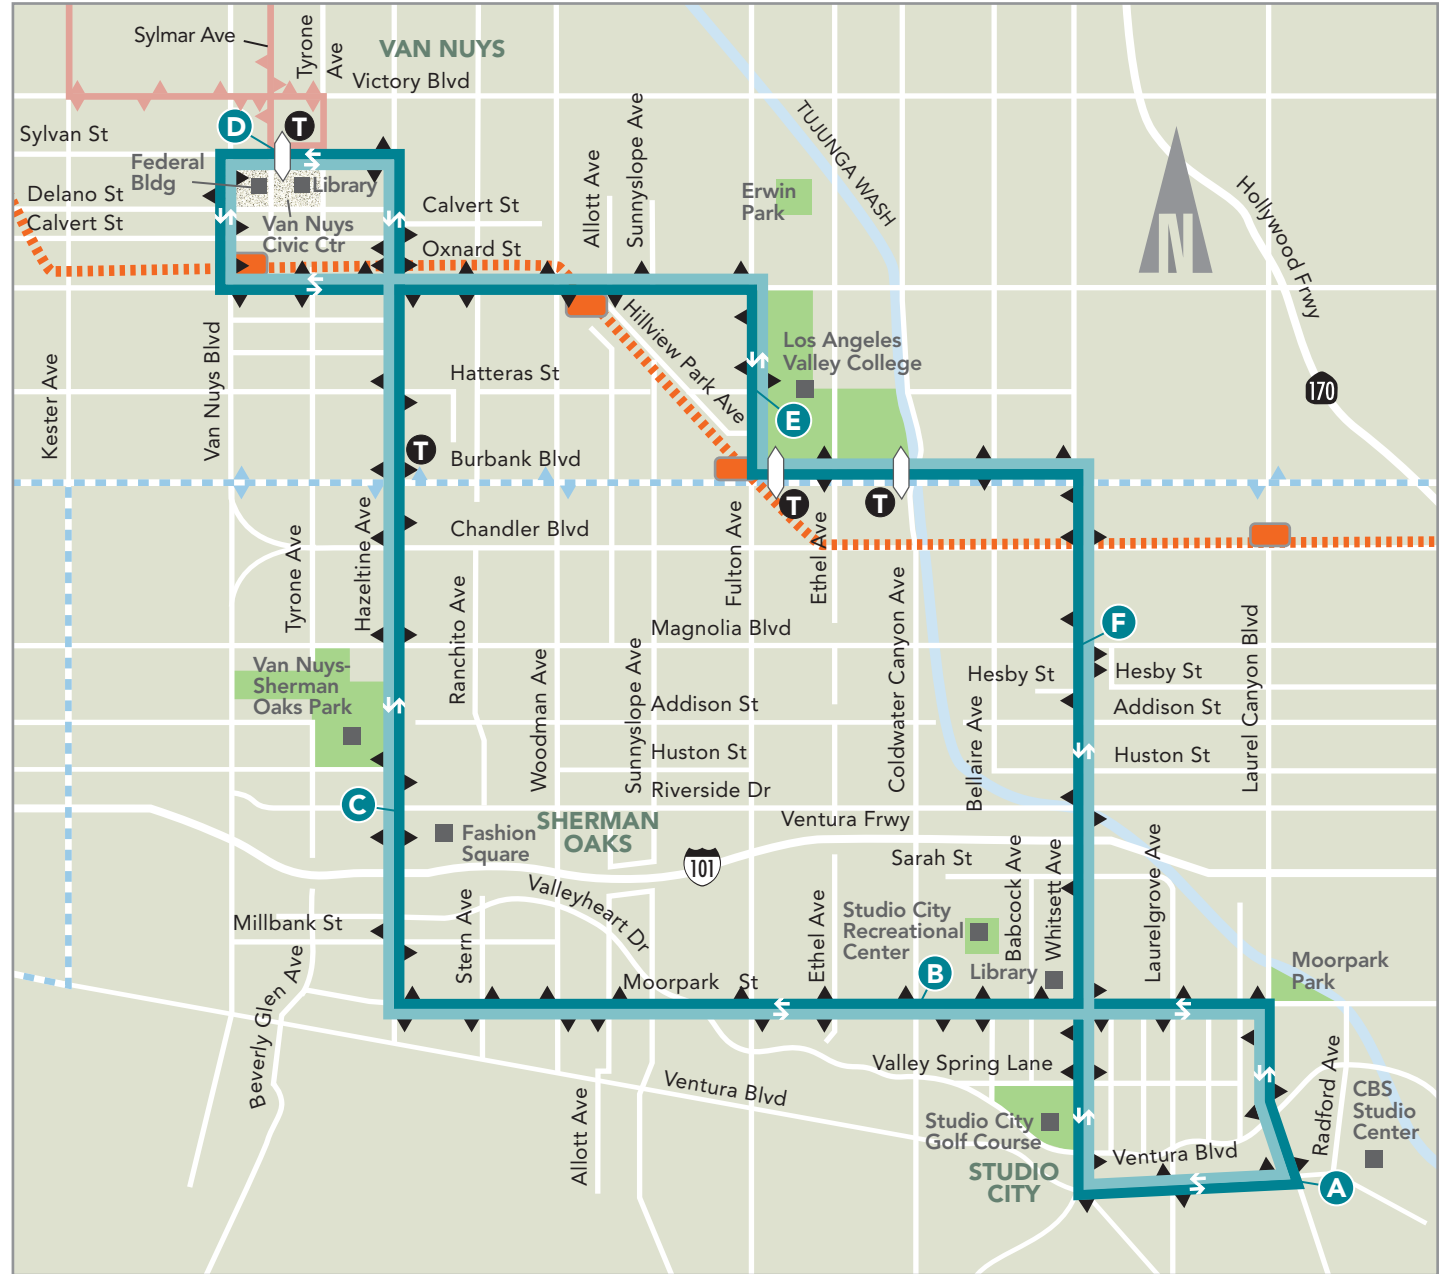 Sylmar Ave
Tyrone
Ave
VAN NUYS
Victory Blvd
Sylvan St
D
T
Federal
Bldg
Library
Delano St
Calvert St
Van Nuys
Civic Ctr
Calvert St
Oxnard St
Allott Ave
Sunnyslope Ave
Erwin
Park
TUJUNGA WASH
N
Hollywood Frwy
170
Kester Ave
Van Nuys Blvd
Hatteras St
Hillview Park Ave
Los Angeles
Valley College
E
T
Burbank Blvd
T
T
Hazeltine Ave
Tyrone Ave
Chandler Blvd
Fulton Ave
Ethel Ave
Coldwater Canyon Ave
Ranchito Ave
Woodman Ave
Sunnyslope Ave
Magnolia Blvd
F
Van Nuys-
Sherman
Oaks Park
Hesby St
Hesby St
Addison St
Addison St
Bellaire Ave
Laurel Canyon Blvd
Huston St
Huston St
Riverside Dr
C
SHERMAN
OAKS
Ventura Frwy
Fashion
Square
101
Sarah St
Babcock Ave
Whitsett Ave
Laurelgrove Ave
Valleyheart Dr
Millbank St
Stern Ave
Ethel Ave
Studio City
Recreational
Center
Library
B
Moorpark St
Moorpark
Park
Beverly Glen Ave
Valley Spring Lane
Ventura Blvd
Allott Ave
Radford Ave
CBS
Studio
Center
Studio City
Golf Course
Ventura Blvd
STUDIO
CITY
A